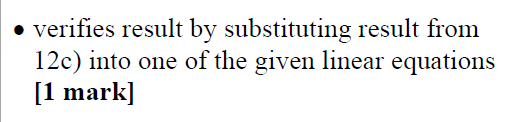 • verifies result by substituting result from
12c) into one of the given linear equations
[1 mark]